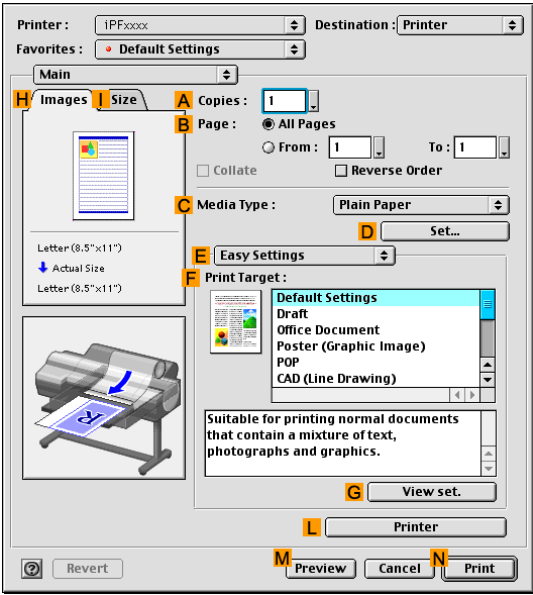 Printer : iPFxxxx Destination : Printer
Favorites : Default Settings
Main
H Images I Size
A Copies : 1
B Page : All Pages
From : 1 To : 1
Collate Reverse Order
C Media Type : Plain Paper
D Set...
E Easy Settings
F Print Target :
Default Settings
Draft
Office Document
Poster (Graphic Image)
POP
CAD (Line Drawing)
Letter (8.5"x11")
Actual Size
Letter (8.5"x11")
R
Suitable for printing normal documents
that contain a mixture of text,
photographs and graphics.
G View set.
L Printer
? Revert M Preview Cancel N Print